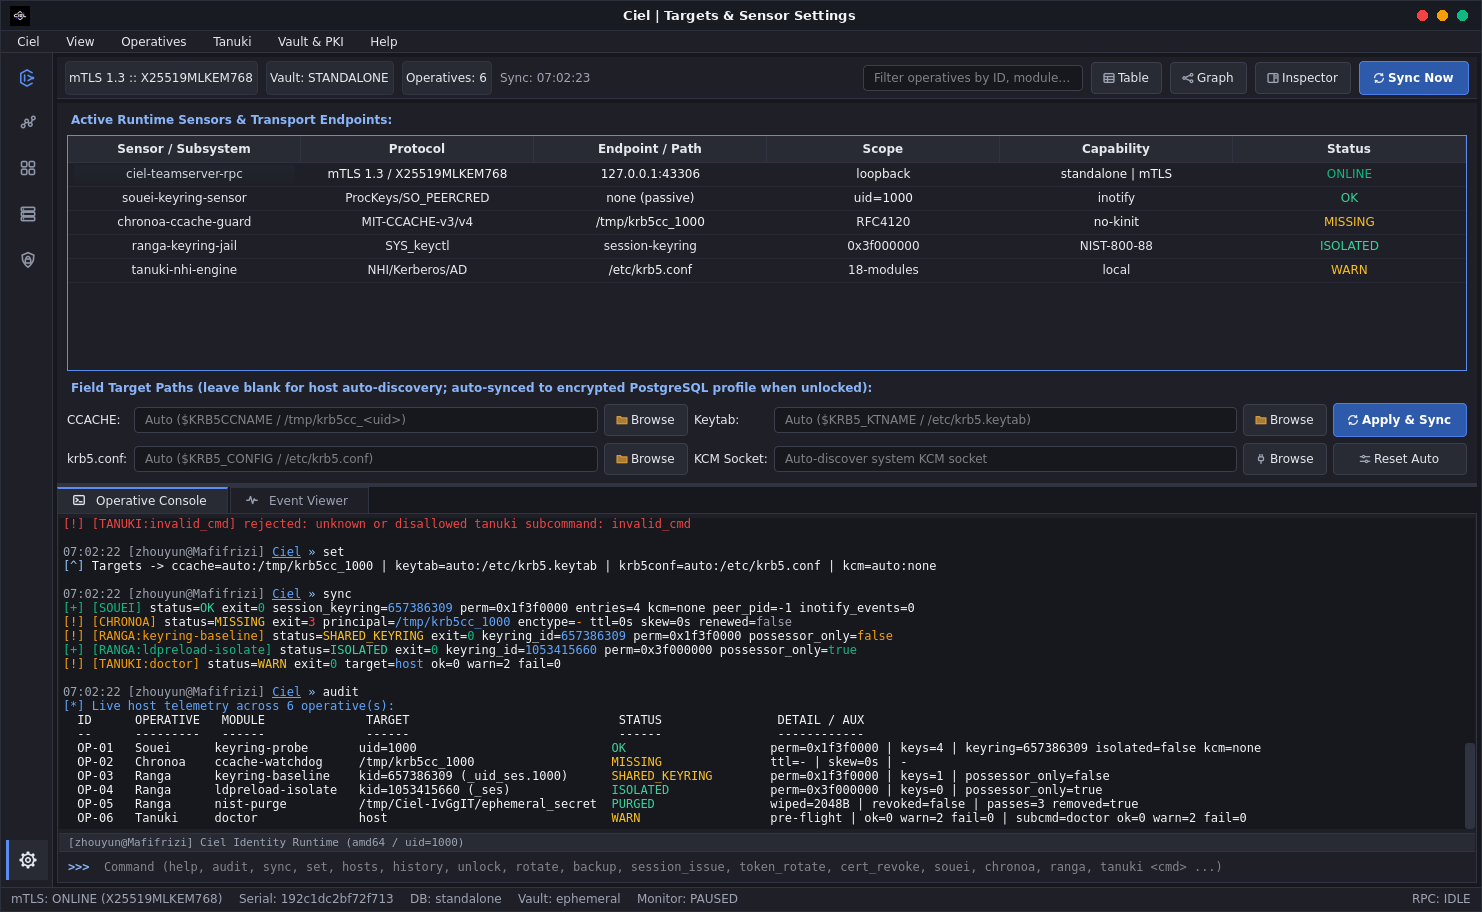 Ciel | Targets & Sensor Settings
Ciel View Operatives Tanuki Vault & PKI Help
mTLS 1.3 :: X25519MLKEM768 Vault: STANDALONE Operatives: 6 Sync: 07:02:23 Filter operatives by ID, module... Table Graph Inspector Sync Now
Active Runtime Sensors & Transport Endpoints:
Sensor / Subsystem Protocol Endpoint / Path Scope Capability Status
ciel-teamserver-rpc mTLS 1.3 / X25519MLKEM768 127.0.0.1:43306 loopback standalone | mTLS ONLINE
souei-keyring-sensor ProcKeys/SO_PEERCRED none (passive) uid=1000 inotify OK
chronoa-ccache-guard MIT-CCACHE-v3/v4 /tmp/krb5cc_1000 RFC4120 no-kinit MISSING
ranga-keyring-jail SYS_keyctl session-keyring 0x3f000000 NIST-800-88 ISOLATED
tanuki-nhi-engine NHI/Kerberos/AD /etc/krb5.conf 18-modules local WARN
Field Target Paths (leave blank for host auto-discovery; auto-synced to encrypted PostgreSQL profile when unlocked):
CCACHE: Auto ($KRB5CCNAME / /tmp/krb5cc_<uid>) Browse Keytab: Auto ($KRB5_KTNAME / /etc/krb5.keytab) Browse Apply & Sync
krb5.conf: Auto ($KRB5_CONFIG / /etc/krb5.conf) Browse KCM Socket: Auto-discover system KCM socket Browse Reset Auto
Operative Console Event Viewer
[!] [TANUKI:invalid_cmd] rejected: unknown or disallowed tanuki subcommand: invalid_cmd
07:02:22 [zhouyun@Mafifrizi] Ciel » set
[^] Targets -> ccache=auto:/tmp/krb5cc_1000 | keytab=auto:/etc/krb5.keytab | krb5conf=auto:/etc/krb5.conf | kcm=auto:none
07:02:22 [zhouyun@Mafifrizi] Ciel » sync
[+] [SOUEI] status=OK exit=0 session_keyring=657386309 perm=0x1f3f0000 entries=4 kcm=none peer_pid=-1 inotify_events=0
[!] [CHRONOA] status=MISSING exit=3 principal=/tmp/krb5cc_1000 enctype=- ttl=0s skew=0s renewed=false
[!] [RANGA:keyring-baseline] status=SHARED_KEYRING exit=0 keyring_id=657386309 perm=0x1f3f0000 possessor_only=false
[+] [RANGA:ldpreload-isolate] status=ISOLATED exit=0 keyring_id=1053415660 perm=0x3f000000 possessor_only=true
[!] [TANUKI:doctor] status=WARN exit=0 target=host ok=0 warn=2 fail=0
07:02:22 [zhouyun@Mafifrizi] Ciel » audit
[*] Live host telemetry across 6 operative(s):
ID OPERATIVE MODULE TARGET STATUS DETAIL / AUX
-- --------- ------ ------ ------ ------------
OP-01 Souei keyring-probe uid=1000 OK perm=0x1f3f0000 | keys=4 | keyring=657386309 isolated=false kcm=none
OP-02 Chronoa ccache-watchdog /tmp/krb5cc_1000 MISSING ttl=- | skew=0s | -
OP-03 Ranga keyring-baseline kid=657386309 (_uid_ses.1000) SHARED_KEYRING perm=0x1f3f0000 | keys=1 | possessor_only=false
OP-04 Ranga ldpreload-isolate kid=1053415660 (_ses) ISOLATED perm=0x3f000000 | keys=0 | possessor_only=true
OP-05 Ranga nist-purge /tmp/Ciel-IvGgIT/ephemeral_secret PURGED wiped=2048B | revoked=false | passes=3 removed=true
OP-06 Tanuki doctor host WARN pre-flight | ok=0 warn=2 fail=0 | subcmd=doctor ok=0 warn=2 fail=0
[zhouyun@Mafifrizi] Ciel Identity Runtime (amd64 / uid=1000)
>>> Command (help, audit, sync, set, hosts, history, unlock, rotate, backup, session_issue, token_rotate, cert_revoke, souei, chronoa, ranga, tanuki <cmd> ...)
mTLS: ONLINE (X25519MLKEM768) Serial: 192c1dc2bf72f713 DB: standalone Vault: ephemeral Monitor: PAUSED RPC: IDLE